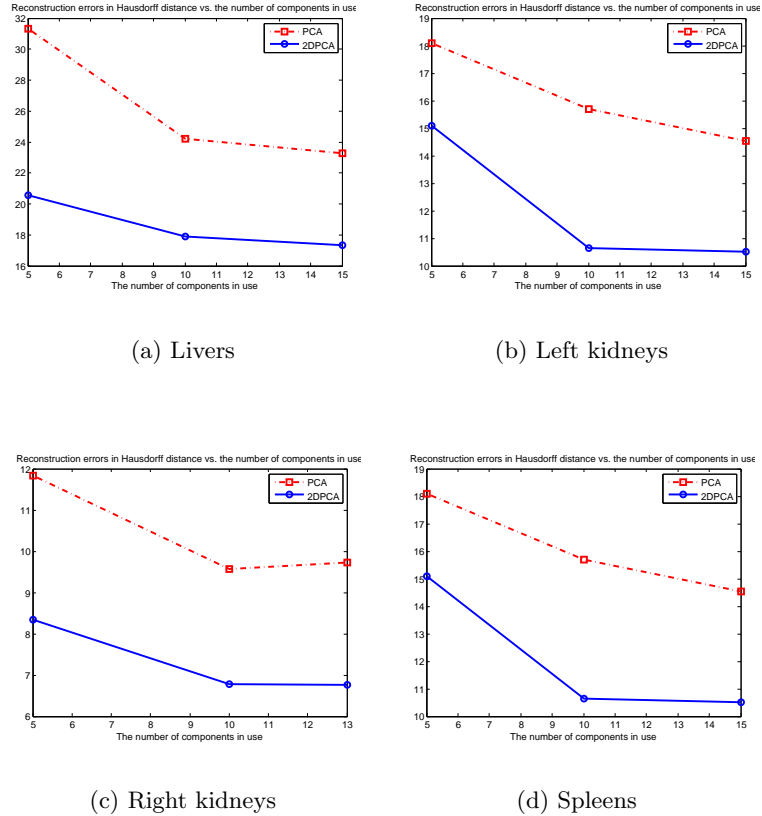 Reconstruction errors in Hausdorff distance vs. the number of components in use
32
30
28
26
24
22
20
18
16
PCA
2DPCA
5 6 7 8 9 10 11 12 13 14 15
The number of components in use
(a) Livers
Reconstruction errors in Hausdorff distance vs. the number of components in use
19
18
17
16
15
14
13
12
11
10
PCA
2DPCA
5 6 7 8 9 10 11 12 13 14 15
The number of components in use
(b) Left kidneys
Reconstruction errors in Hausdorff distance vs. the number of components in use
12
11
10
9
8
7
6
PCA
2DPCA
5 6 7 8 9 10 11 12 13
The number of components in use
(c) Right kidneys
Reconstruction errors in Hausdorff distance vs. the number of components in use
19
18
17
16
15
14
13
12
11
10
PCA
2DPCA
5 6 7 8 9 10 11 12 13 14 15
The number of components in use
(d) Spleens